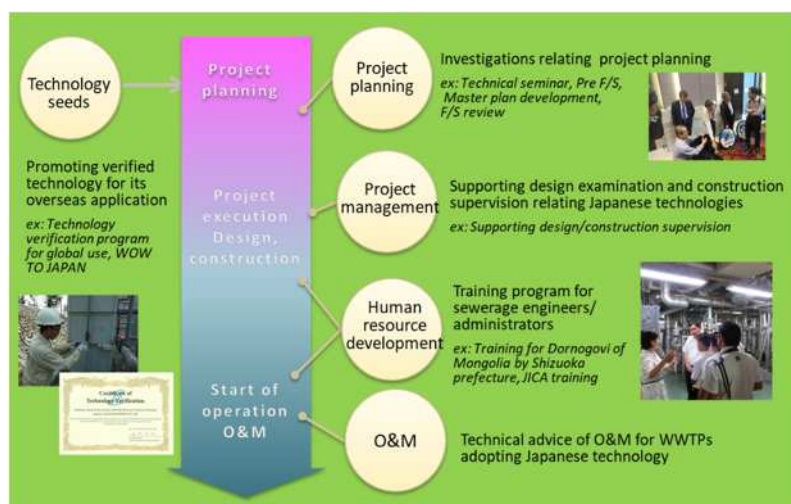 Technology
seeds
Promoting verified
technology for its
overseas application
ex: Technology
verification program
for global use, WOW
TO JAPAN
Certificate of
Technology Verification
Project
planning
Project
execution
Design,
construction
Start of
operation
O&M
Project
planning
Investigations relating project planning
ex: Technical seminar, Pre F/S,
Master plan development,
F/S review
Project
management
Supporting design examination and construction
supervision relating Japanese technologies
ex: Supporting design/construction supervision
Human
resource
development
Training program for
sewerage engineers/
administrators
ex: Training for Dornogovi of
Mongolia by Shizuoka
prefecture, JICA training
O&M
Technical advice of O&M for WWTPs
adopting Japanese technology